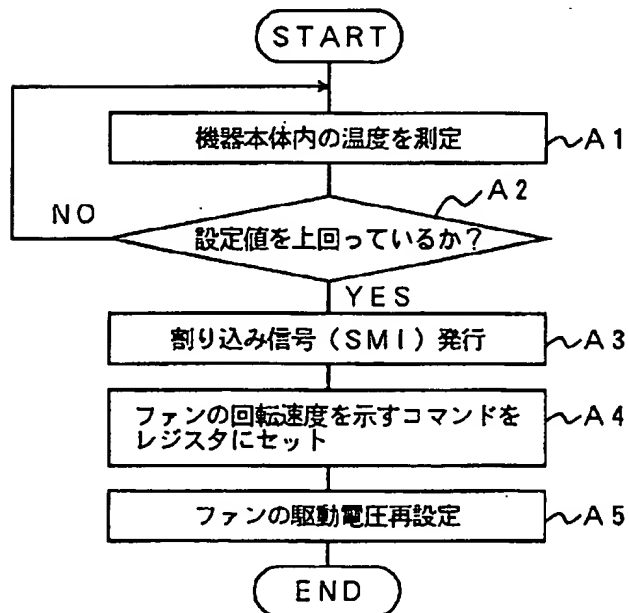 START
機器本体内の温度を測定
A1
A2
NO
設定値を上回っているか?
YES
割り込み信号(SMI)発行
A3
ファンの回転速度を示すコマンドを
レジスタにセット
A4
ファンの駆動電圧再設定
A5
END